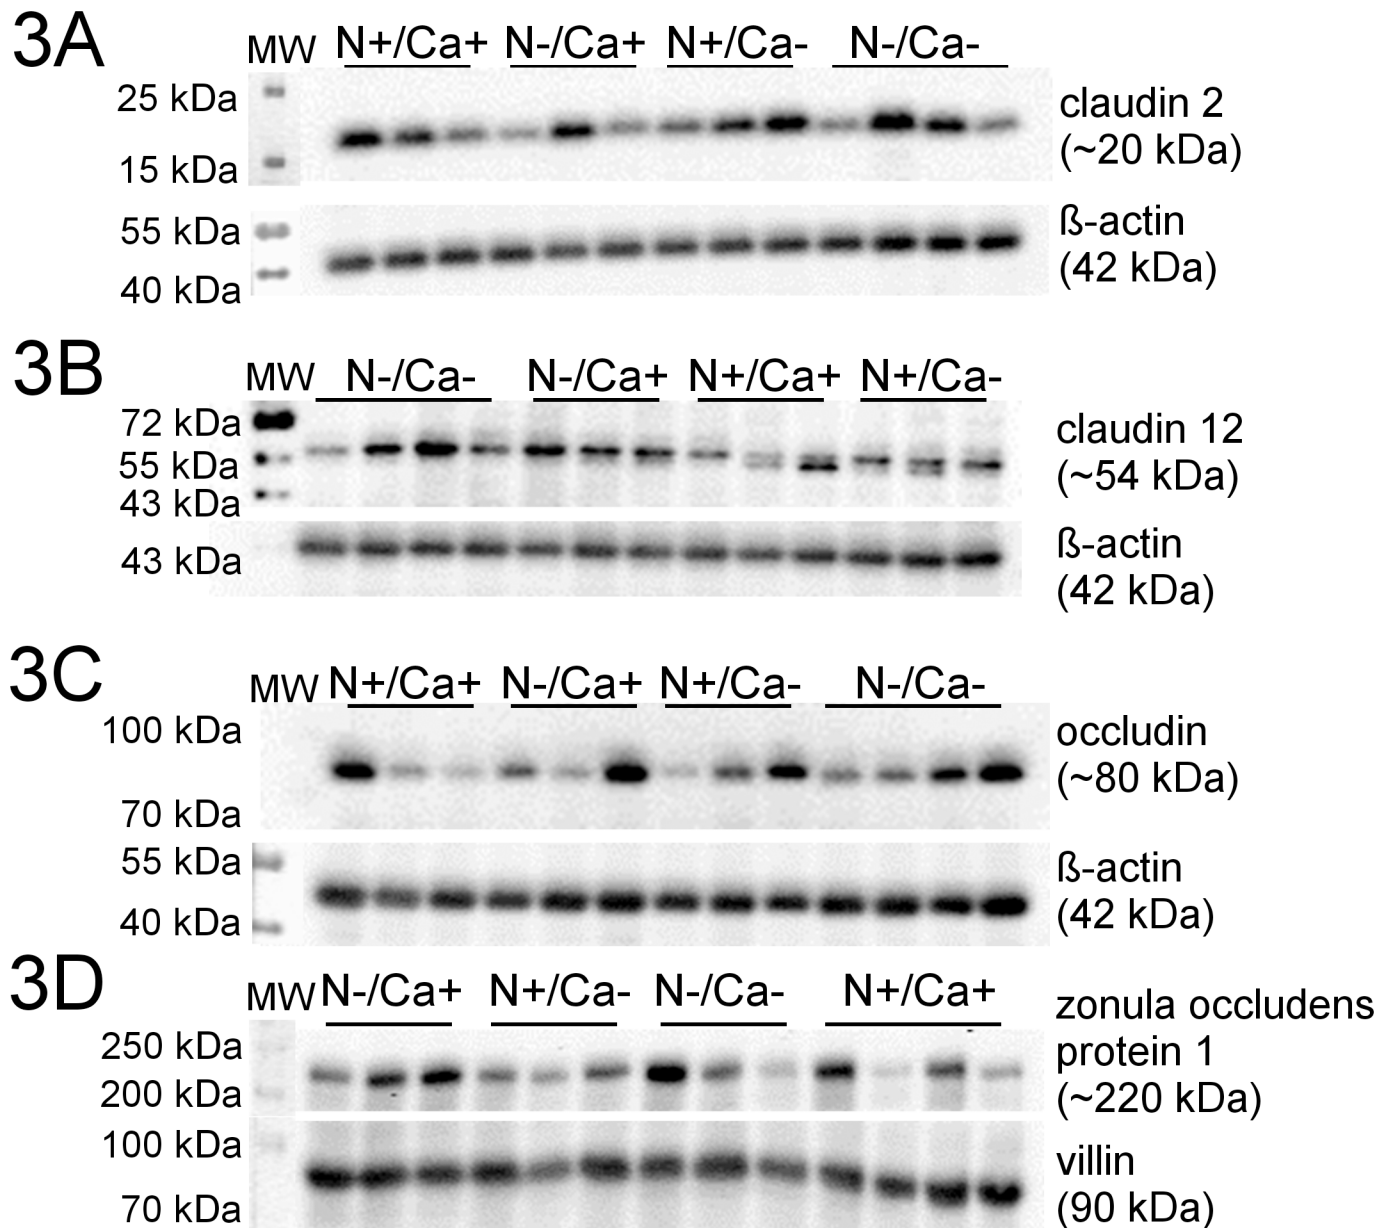 3A
MW N+/Ca+ N-/Ca+ N+/Ca- N-/Ca-
25 kDa
claudin 2
(~20 kDa)
15 kDa
55 kDa
ß-actin
(42 kDa)
40 kDa
3B
MW N-/Ca- N-/Ca+ N+/Ca+ N+/Ca-
72 kDa
claudin 12
55 kDa
(~54 kDa)
43 kDa
ß-actin
43 kDa
(42 kDa)
3C
MW N+/Ca+ N-/Ca+ N+/Ca- N-/Ca-
100 kDa
occludin
(~80 kDa)
70 kDa
55 kDa
ß-actin
(42 kDa)
40 kDa
3D
MW N-/Ca+ N+/Ca- N-/Ca- N+/Ca+
zonula occludens
250 kDa
protein 1
200 kDa
(~220 kDa)
100 kDa
villin
70 kDa
(90 kDa)